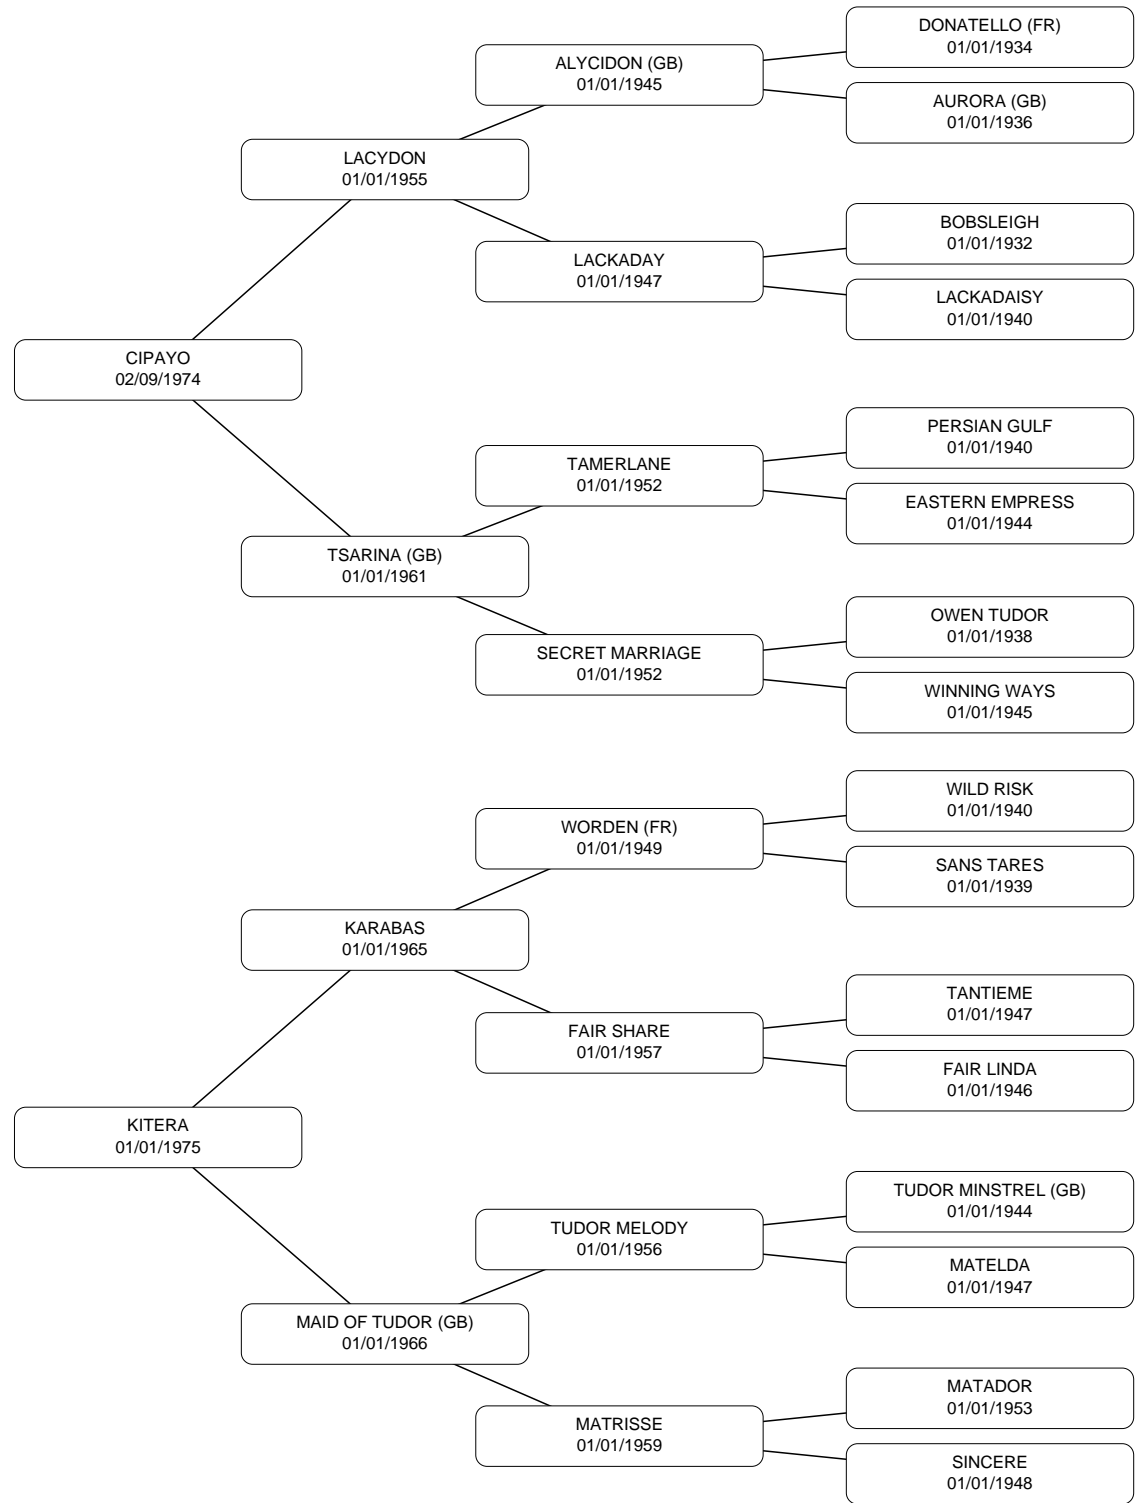 DONATELLO (FR)
01/01/1934
ALYCIDON (GB)
01/01/1945
AURORA (GB)
01/01/1936
LACYDON
01/01/1955
BOBSLEIGH
01/01/1932
LACKADAY
01/01/1947
LACKADAISY
01/01/1940
CIPAYO
02/09/1974
PERSIAN GULF
01/01/1940
TAMERLANE
01/01/1952
EASTERN EMPRESS
01/01/1944
TSARINA (GB)
01/01/1961
OWEN TUDOR
01/01/1938
SECRET MARRIAGE
01/01/1952
WINNING WAYS
01/01/1945
WILD RISK
01/01/1940
WORDEN (FR)
01/01/1949
SANS TARES
01/01/1939
KARABAS
01/01/1965
TANTIEME
01/01/1947
FAIR SHARE
01/01/1957
FAIR LINDA
01/01/1946
KITERA
01/01/1975
TUDOR MINSTREL (GB)
01/01/1944
TUDOR MELODY
01/01/1956
MATELDA
01/01/1947
MAID OF TUDOR (GB)
01/01/1966
MATADOR
01/01/1953
MATRISSE
01/01/1959
SINCERE
01/01/1948